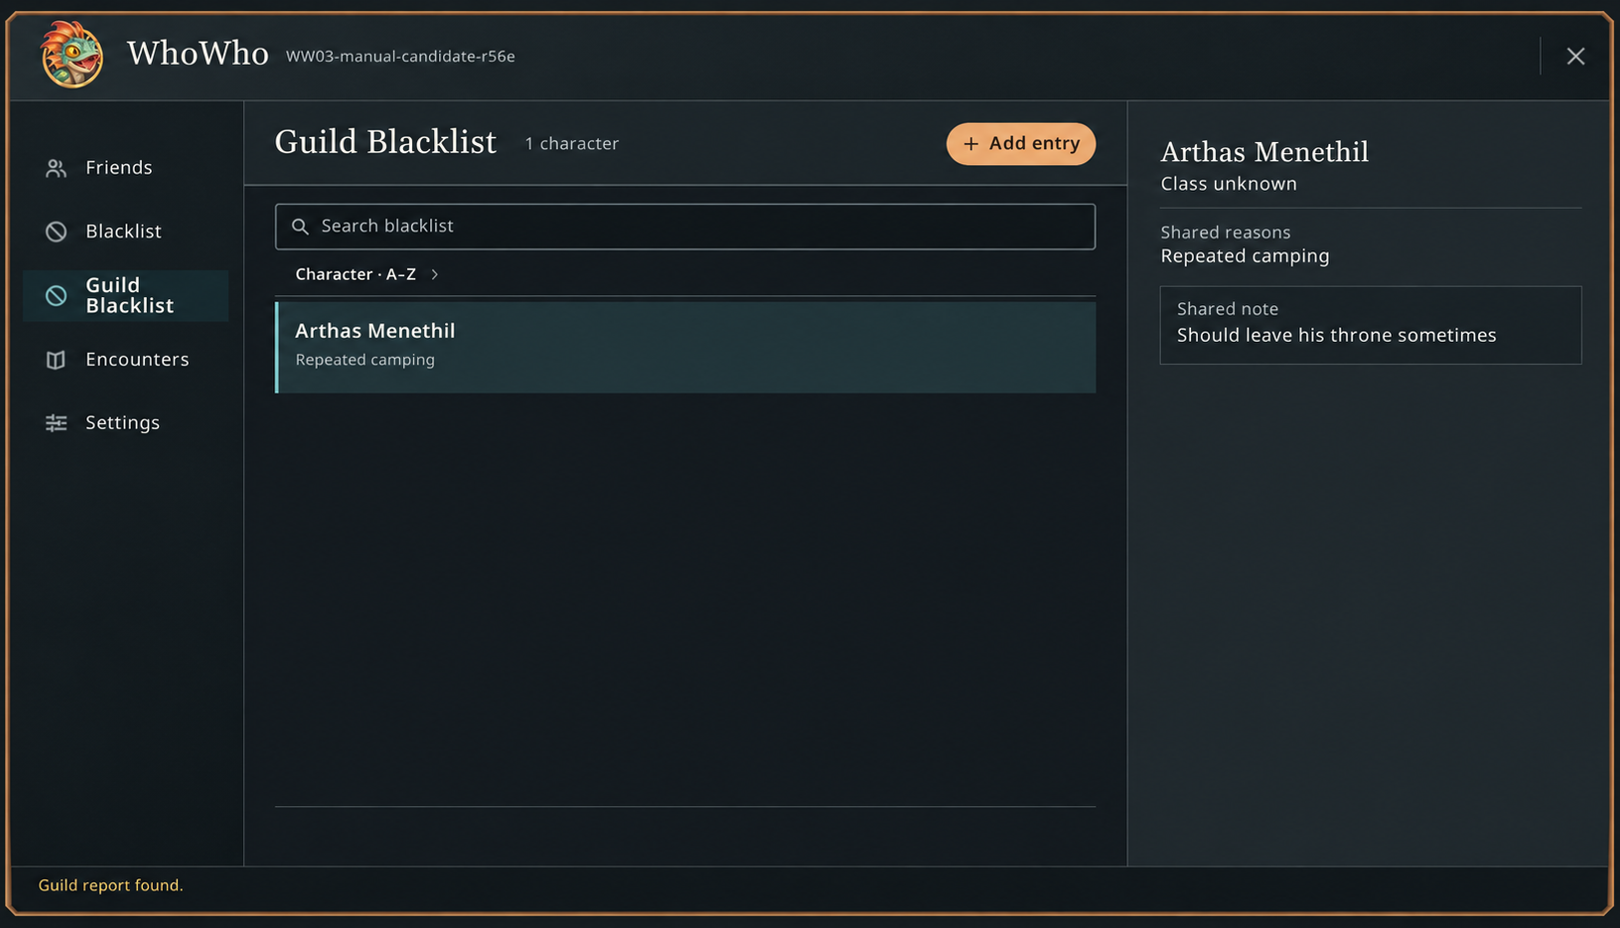 WhoWho WW03-manual-candidate-r56e
Friends
Blacklist
Guild
Blacklist
Encounters
Settings
Guild Blacklist 1 character
+ Add entry
Search blacklist
Character · A–Z
Arthas Menethil
Repeated camping
Arthas Menethil
Class unknown
Shared reasons
Repeated camping
Shared note
Should leave his throne sometimes
Guild report found.